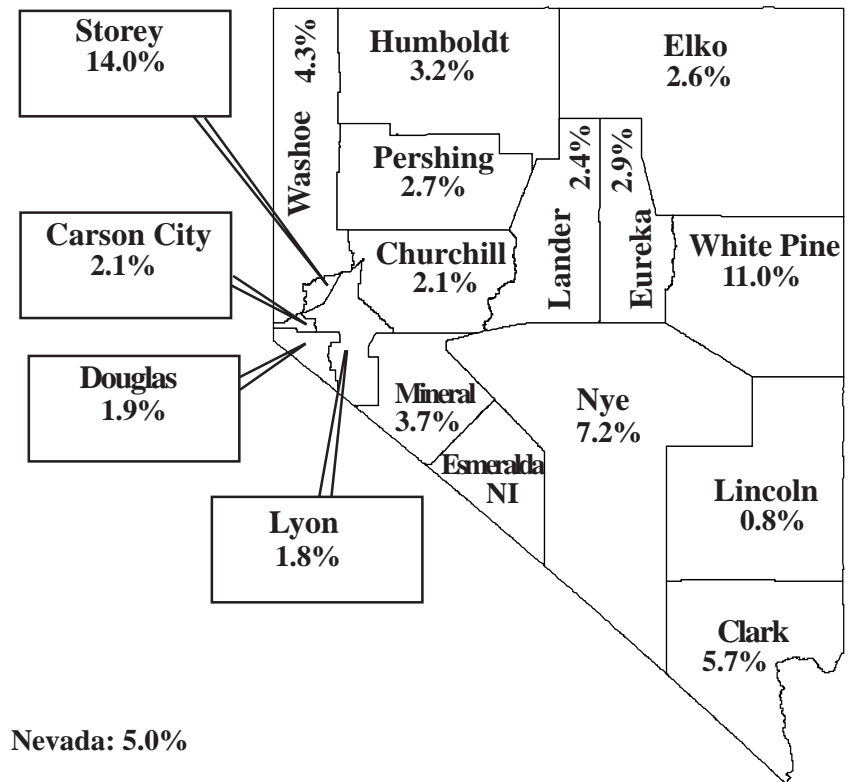 Storey
14.0%
Washoe 4.3%
Humboldt
3.2%
Elko
2.6%
Pershing
2.7%
Lander 2.4%
Eureka 2.9%
Carson City
2.1%
Churchill
2.1%
White Pine
11.0%
Douglas
1.9%
Mineral
3.7%
Nye
7.2%
Esmeralda
NI
Lincoln
0.8%
Lyon
1.8%
Clark
5.7%
Nevada: 5.0%